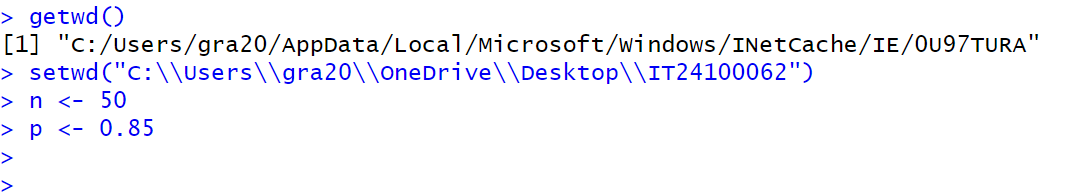 > getwd()
[1] "C:/Users/gra20/AppData/Local/Microsoft/Windows/INetCache/IE/0U97TURA"
> setwd("C:\\Users\\gra20\\OneDrive\\Desktop\\IT24100062")
> n <- 50
> p <- 0.85
>
>